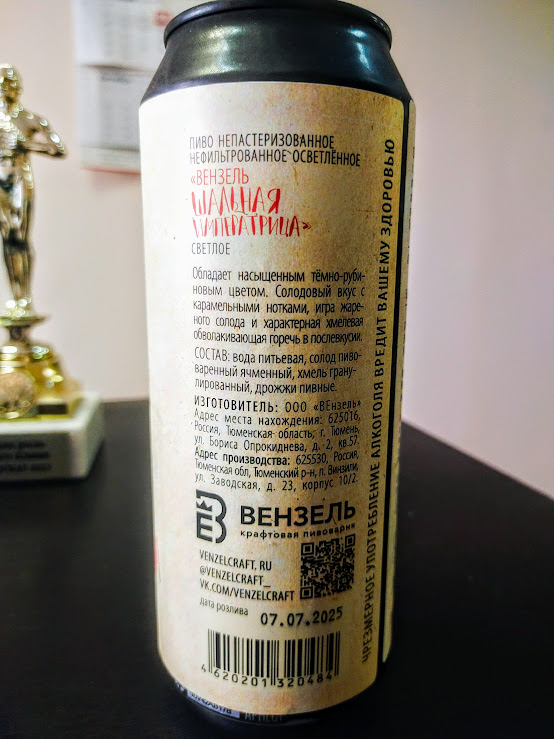 ПИВО НЕПАСТЕРИЗОВАННОЕ
НЕФИЛЬТРОВАННОЕ ОСВЕТЛЁННОЕ
«ВЕНЗЕЛЬ
ШАЛЬНАЯ
ИМПЕРАТРИЦА»
СВЕТЛОЕ
Обладает насыщенным тёмно-руби-
новым цветом. Солодовый вкус с
карамельными нотками, игра жаре-
ного солода и характерная хмелевая
обволакивающая горечь в послевкусии.
СОСТАВ: вода питьевая, солод пиво-
варенный ячменный, хмель грану-
лированный, дрожжи пивные.
ИЗГОТОВИТЕЛЬ: ООО «ВЕнзель»
Адрес места нахождения: 625016,
Россия, Тюменская область, г. Тюмень,
ул. Бориса Опрокиднева, д. 2, кв.57.
Адрес производства: 625530, Россия,
Тюменская обл, Тюменский р-н, п. Винзили,
ул. Заводская, д. 23, корпус 10/2.
ВЕНЗЕЛЬ
крафтовая пивоварня
VENZELCRAFT.RU
@VENZELCRAFT_
VK.COM/VENZELCRAFT
дата розлива
07.07.2025
4 620201 320484
ЧРЕЗМЕРНОЕ УПОТРЕБЛЕНИЕ АЛКОГОЛЯ ВРЕДИТ ВАШЕМУ ЗДОРОВЬЮ